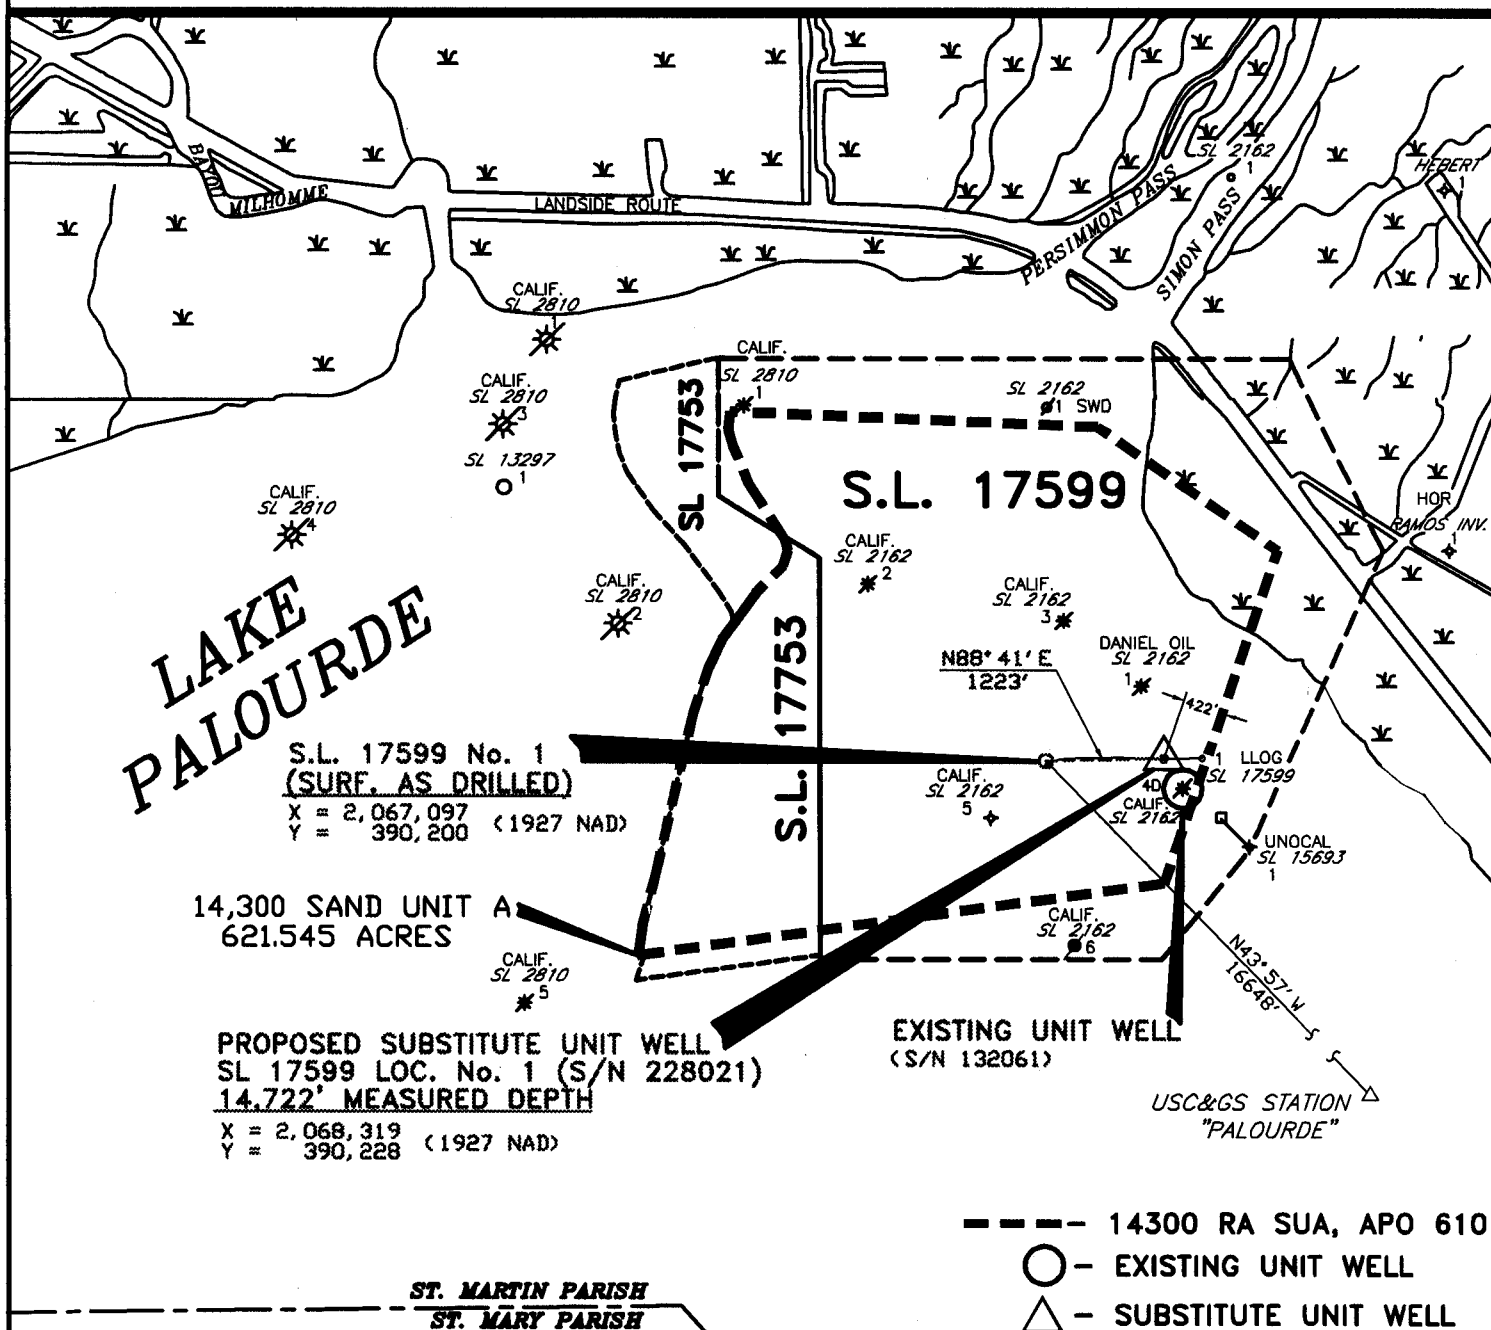 BAYOU
MILHOMME
LANDSIDE ROUTE
PERSIMMON PASS
SIMON PASS
SL 2162
1
HEBERT
1
CALIF.
SL 2810
1
CALIF.
SL 2810
3
SL 13297
1
CALIF.
SL 2810
4
CALIF.
SL 2810
2
CALIF.
SL 2810
1
SL 2162
1 SWD
SL 17753
S.L. 17599
HOR
RAMOS INV.
1
CALIF.
SL 2162
2
CALIF.
SL 2162
3
LAKE
PALOURDE
S.L. 17753
N88° 41' E
1223'
DANIEL OIL
SL 2162
1
422'
S.L. 17599 No. 1
(SURF. AS DRILLED)
X = 2,067,097
Y = 390,200 (1927 NAD)
CALIF.
SL 2162
5
1 LLOG
SL 17599
4D
CALIF.
SL 2162
UNOCAL
SL 15693
1
14,300 SAND UNIT A
621.545 ACRES
CALIF.
SL 2810
5
CALIF.
SL 2162
6
N43° 57' W
16648'
PROPOSED SUBSTITUTE UNIT WELL
SL 17599 LOC. No. 1 (S/N 228021)
14,722' MEASURED DEPTH
X = 2,068,319
Y = 390,228 (1927 NAD)
EXISTING UNIT WELL
(S/N 132061)
USC&GS STATION
"PALOURDE"
14300 RA SUA, APO 610
- EXISTING UNIT WELL
- SUBSTITUTE UNIT WELL
ST. MARTIN PARISH
ST. MARY PARISH